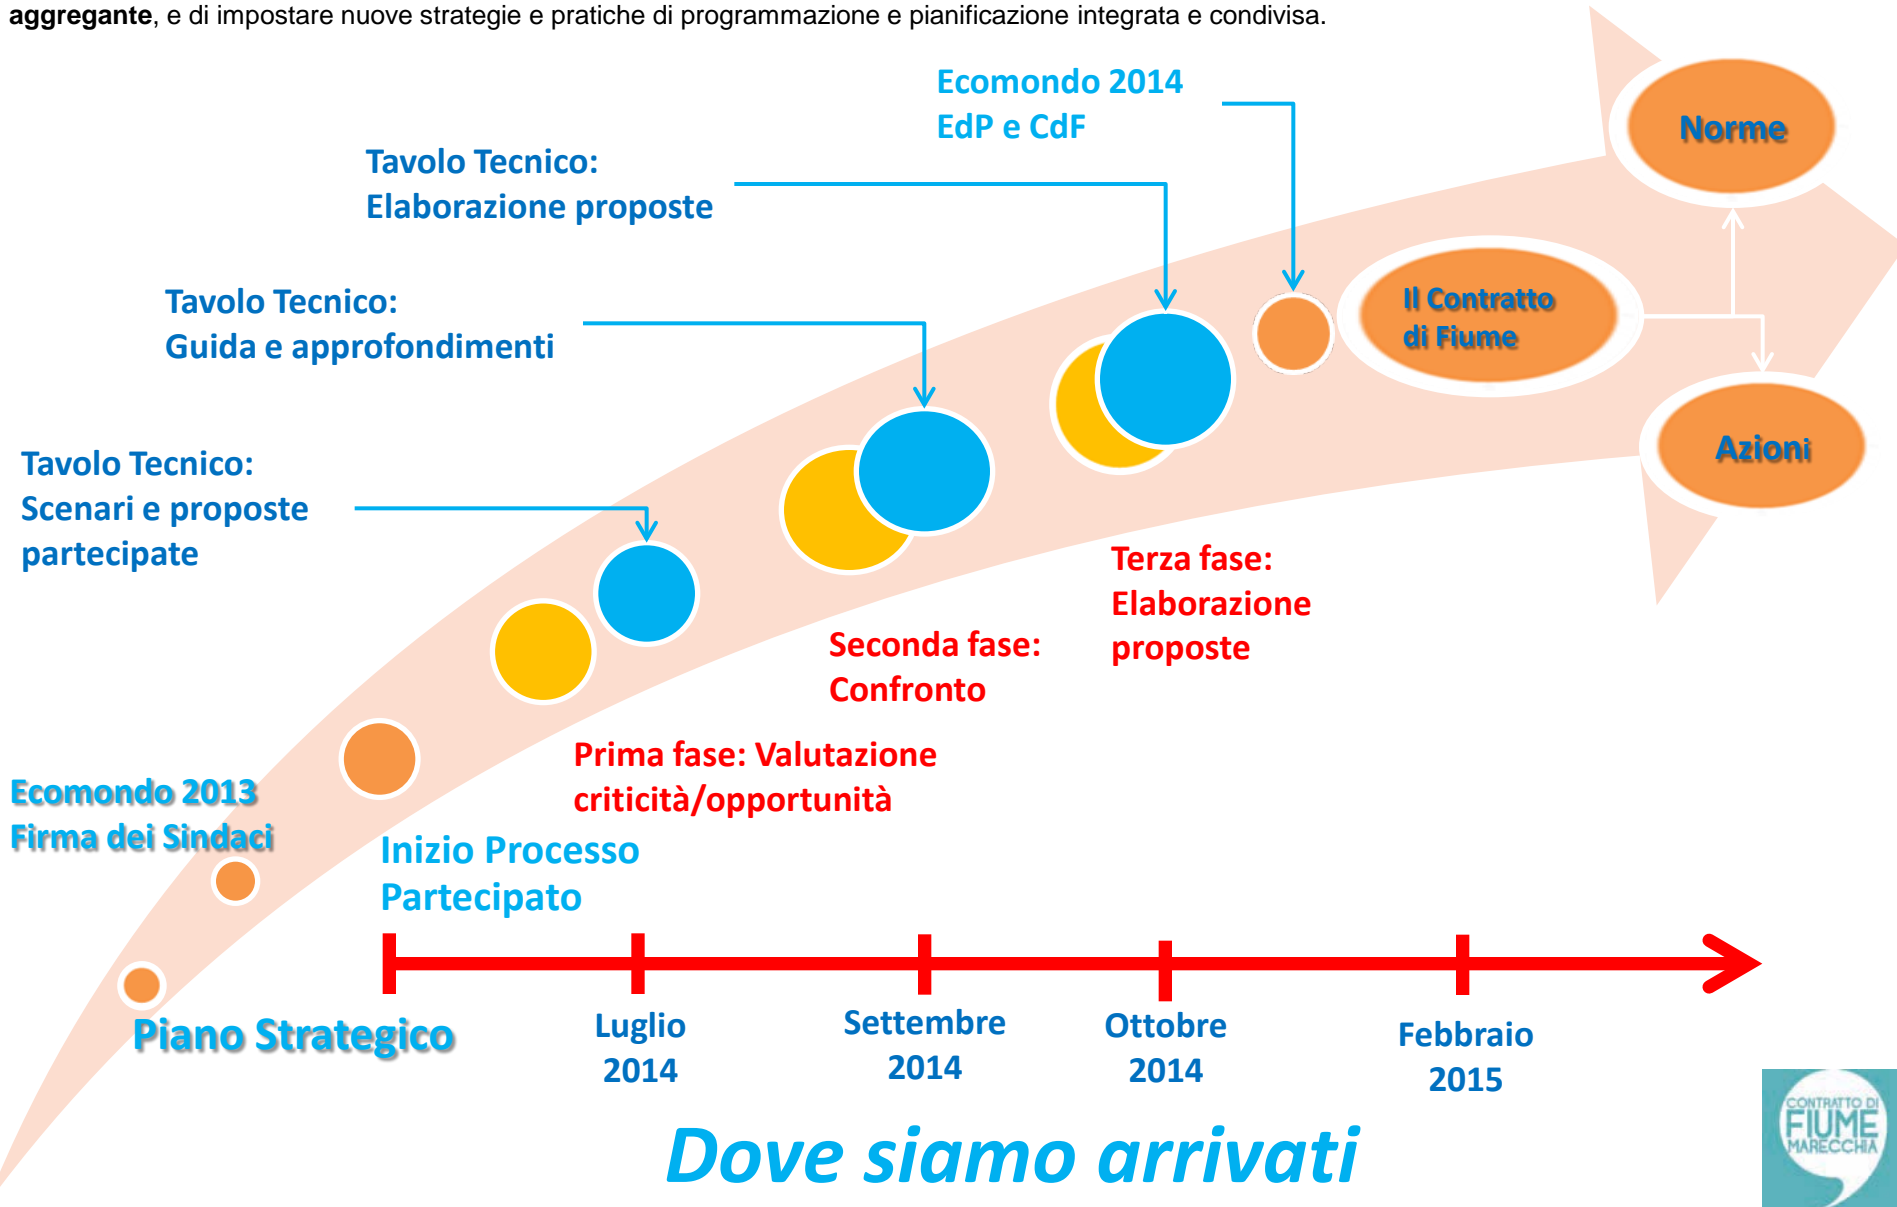 aggregante, e di impostare nuove strategie e pratiche di programmazione e pianificazione integrata e condivisa.
Ecomondo 2014
EdP e CdF
Norme
Tavolo Tecnico:
Elaborazione proposte
Tavolo Tecnico:
Guida e approfondimenti
Il Contratto
di Fiume
Azioni
Tavolo Tecnico:
Scenari e proposte
partecipate
Terza fase:
Elaborazione
proposte
Seconda fase:
Confronto
Prima fase: Valutazione
criticità/opportunità
Ecomondo 2013
Firma dei Sindaci
Inizio Processo
Partecipato
Piano Strategico
Luglio
2014
Settembre
2014
Ottobre
2014
Febbraio
2015
Dove siamo arrivati
CONTRATTO DI
FIUME
MARECCHIA